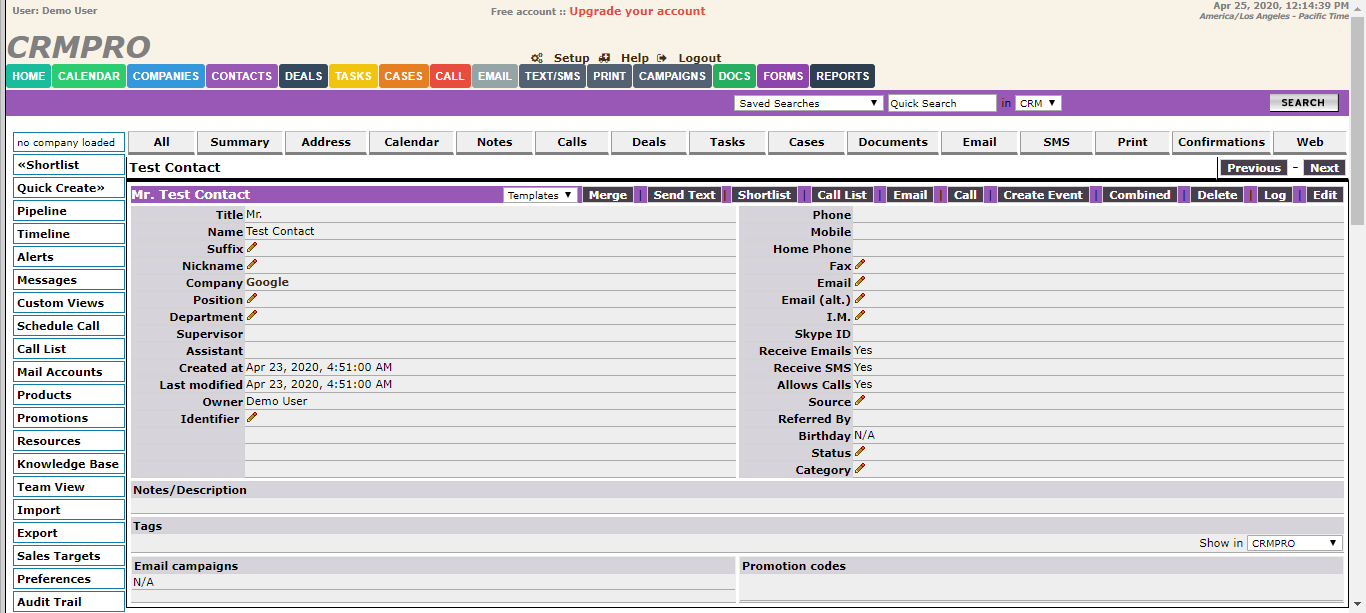 User: Demo User
Free account :: Upgrade your account
Apr 25, 2020, 12:14:39 PM
America/Los Angeles - Pacific Time
CRMPRO
Setup Help Logout
HOME CALENDAR COMPANIES CONTACTS DEALS TASKS CASES CALL EMAIL TEXT/SMS PRINT CAMPAIGNS DOCS FORMS REPORTS
Saved Searches Quick Search in CRM SEARCH
no company loaded
«Shortlist
Quick Create»
Pipeline
Timeline
Alerts
Messages
Custom Views
Schedule Call
Call List
Mail Accounts
Products
Promotions
Resources
Knowledge Base
Team View
Import
Export
Sales Targets
Preferences
Audit Trail
All Summary Address Calendar Notes Calls Deals Tasks Cases Documents Email SMS Print Confirmations Web
Test Contact Previous - Next
Mr. Test Contact Templates Merge | Send Text | Shortlist | Call List | Email | Call | Create Event | Combined | Delete | Log | Edit
Title Mr.
Name Test Contact
Suffix
Nickname
Company Google
Position
Department
Supervisor
Assistant
Created at Apr 23, 2020, 4:51:00 AM
Last modified Apr 23, 2020, 4:51:00 AM
Owner Demo User
Identifier
Phone
Mobile
Home Phone
Fax
Email
Email (alt.)
I.M.
Skype ID
Receive Emails Yes
Receive SMS Yes
Allows Calls Yes
Source
Referred By
Birthday N/A
Status
Category
Notes/Description
Tags
Show in CRMPRO
Email campaigns
N/A
Promotion codes